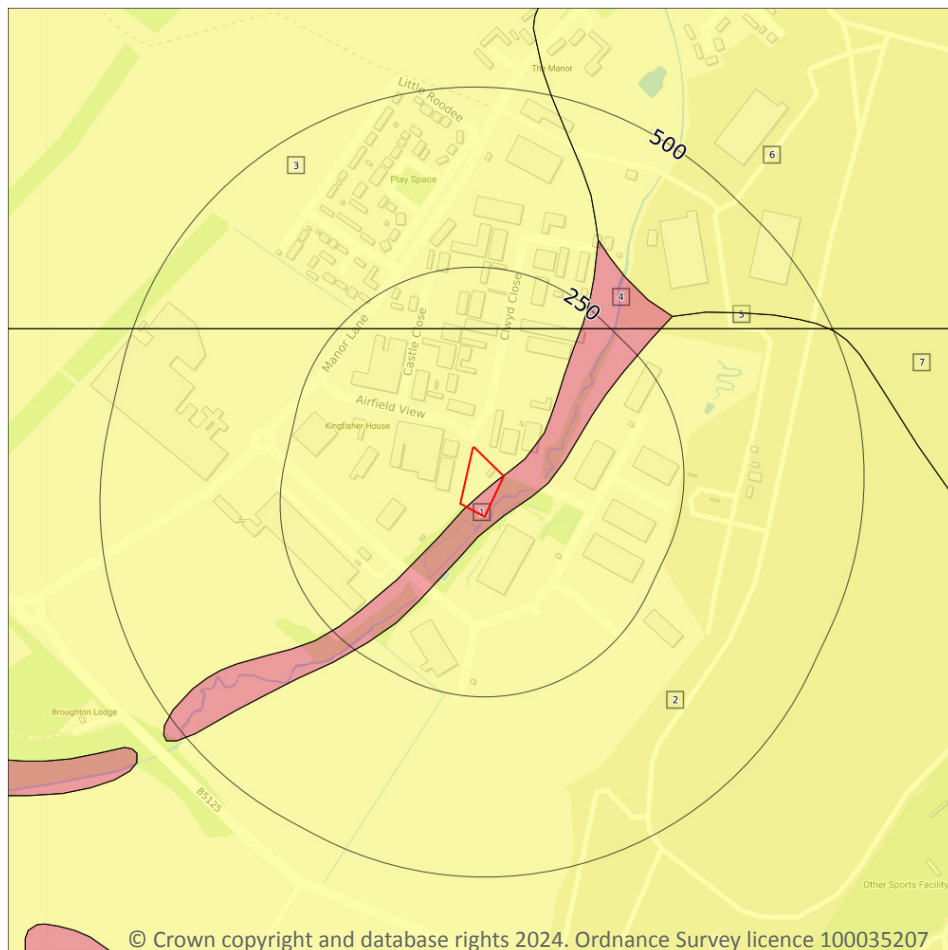 The Manor
Little Roodee
500
6
3
Play Space
Clwyd Close
250
4
5
Castle Close
Manor Lane
7
Airfield View
Kingfisher House
1
2
Broughton Lodge
B5125
Other Sports Facility
© Crown copyright and database rights 2024. Ordnance Survey licence 100035207